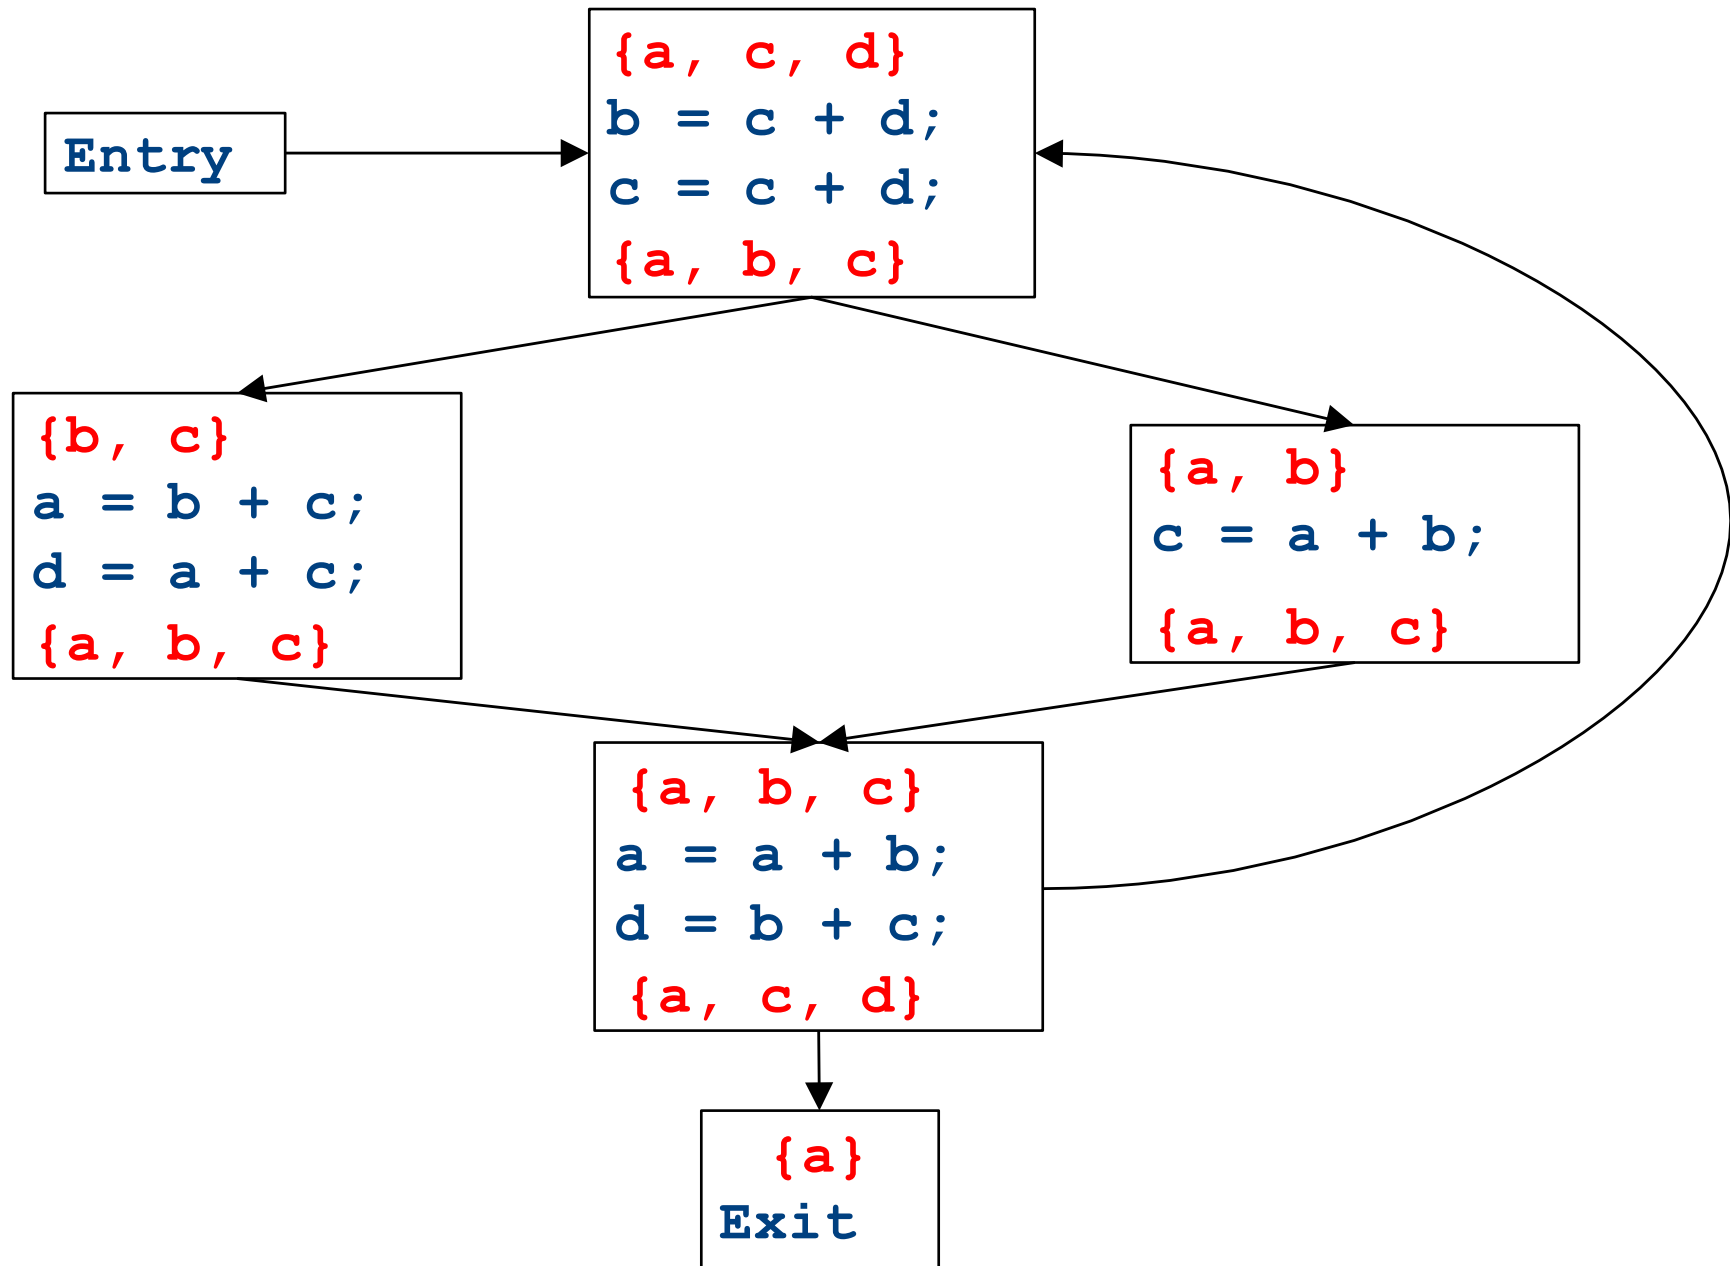 {a, c, d}
b = c + d;
c = c + d;
{a, b, c}
Entry
{b, c}
a = b + c;
d = a + c;
{a, b, c}
{a, b}
c = a + b;
{a, b, c}
{a, b, c}
a = a + b;
d = b + c;
{a, c, d}
{a}
Exit